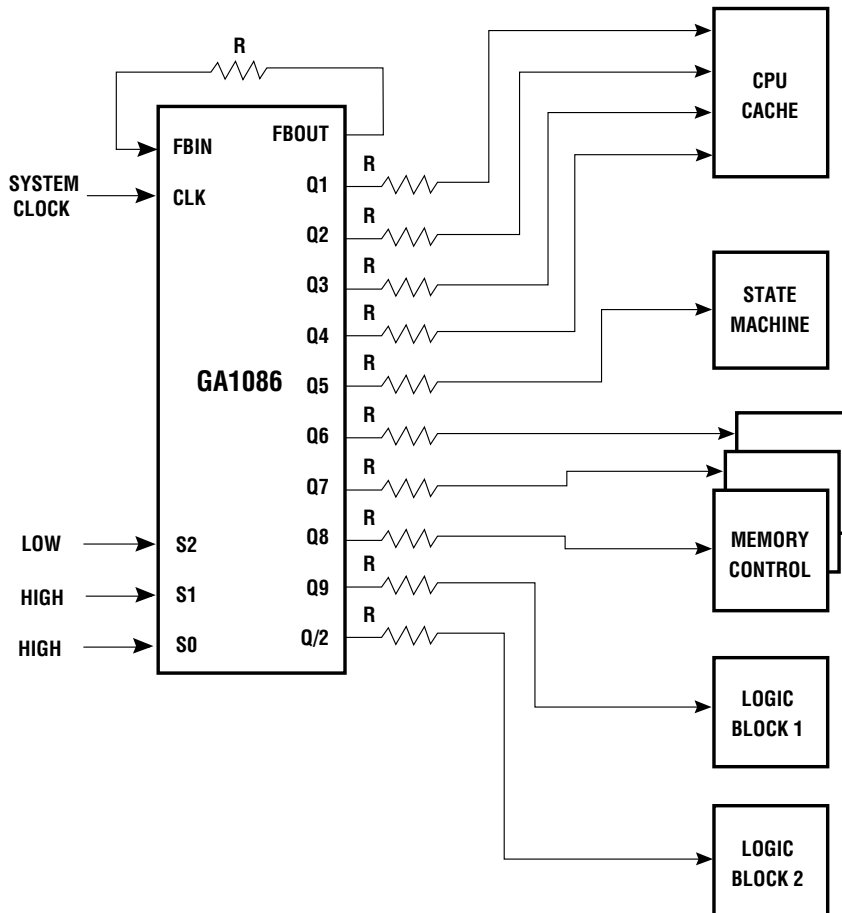 R
FBIN
FBOUT
SYSTEM
CLOCK
CLK
R
Q1
R
Q2
R
Q3
R
Q4
R
Q5
R
Q6
R
Q7
R
Q8
R
Q9
R
Q/2
GA1086
LOW
S2
HIGH
S1
HIGH
S0
CPU
CACHE
STATE
MACHINE
MEMORY
CONTROL
LOGIC
BLOCK 1
LOGIC
BLOCK 2